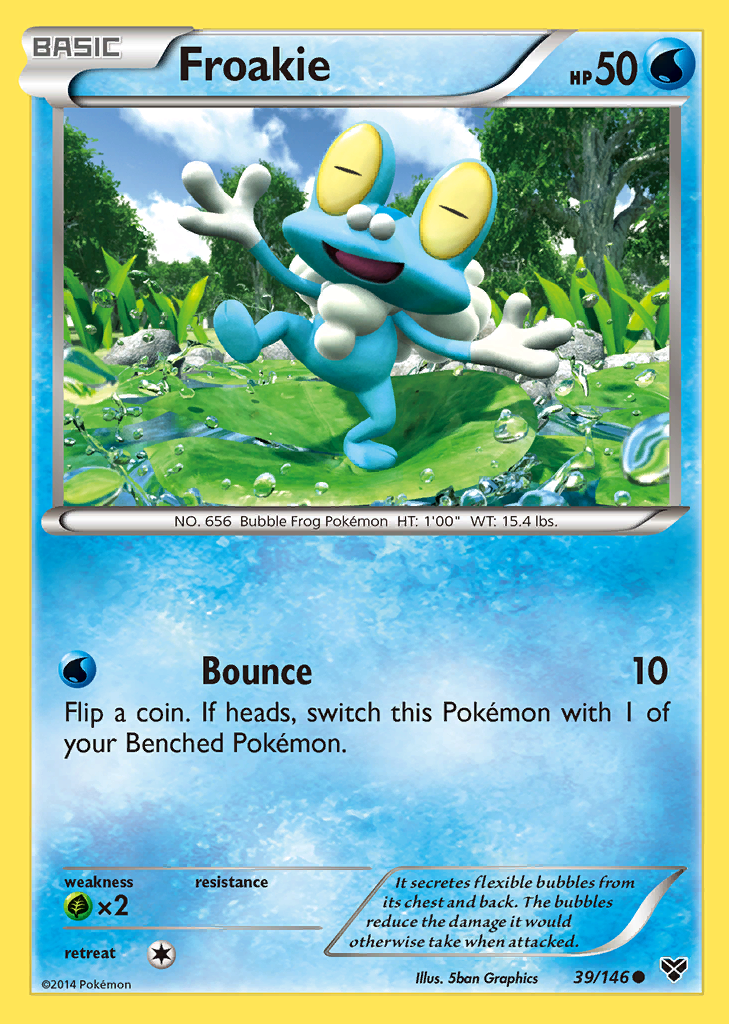 BASIC
Froakie
HP 50
NO. 656 Bubble Frog Pokémon HT: 1'00" WT: 15.4 lbs.
Bounce 10
Flip a coin. If heads, switch this Pokémon with 1 of
your Benched Pokémon.
weakness resistance
×2
retreat
It secretes flexible bubbles from
its chest and back. The bubbles
reduce the damage it would
otherwise take when attacked.
©2014 Pokémon
Illus. 5ban Graphics 39/146